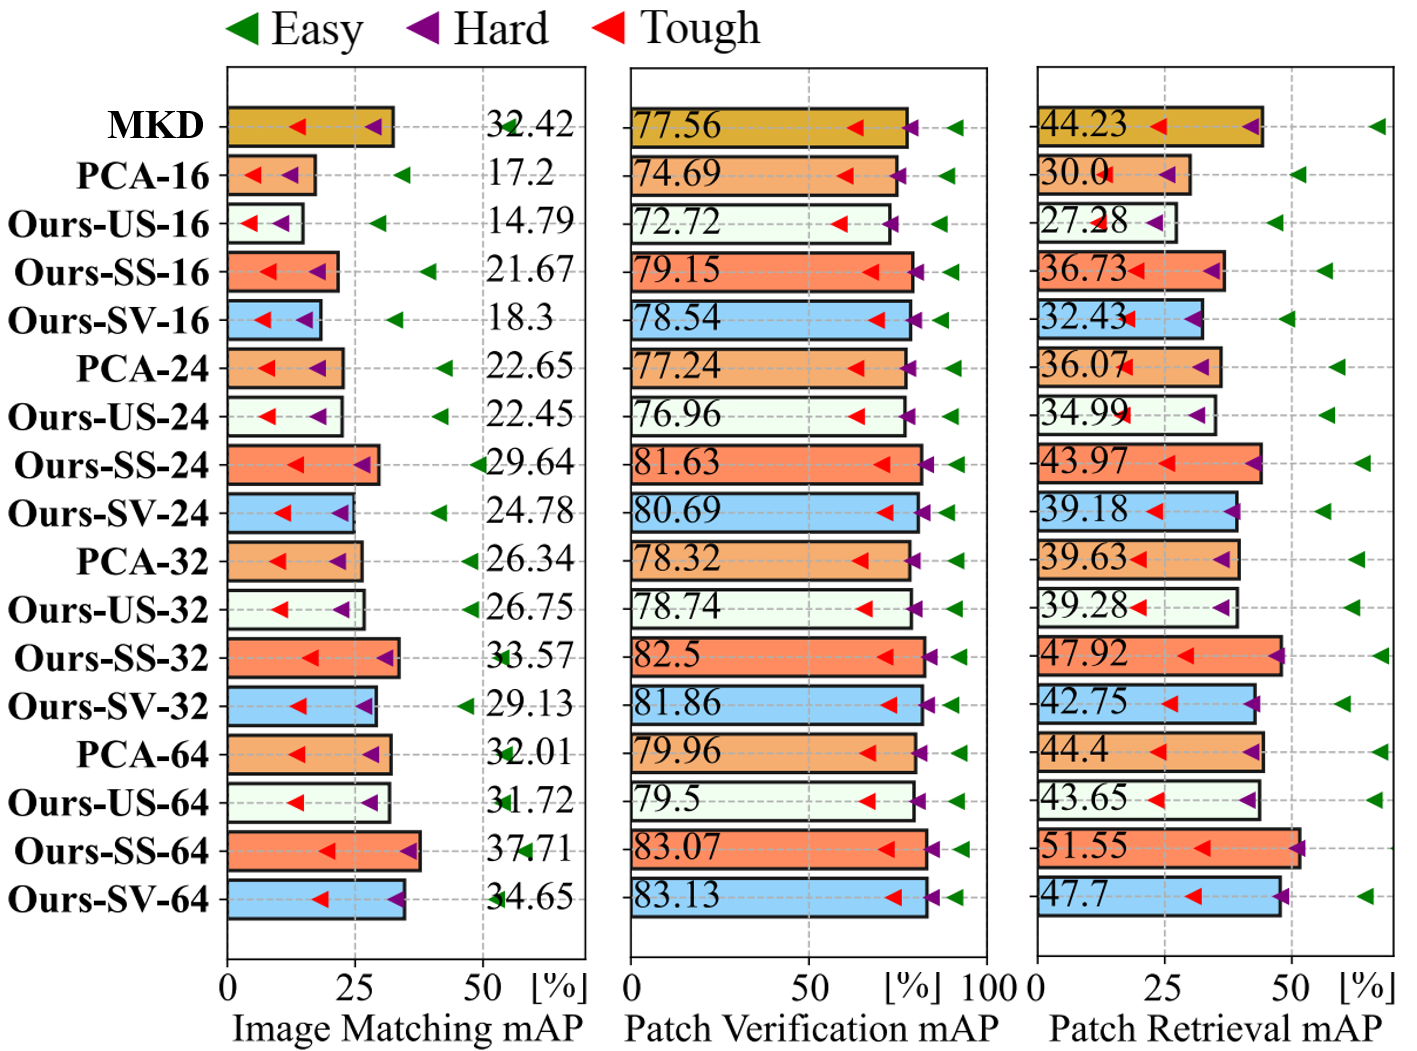 Easy Hard Tough
MKD 32.42 77.56 44.23
PCA-16 17.2 74.69 30.0
Ours-US-16 14.79 72.72 27.28
Ours-SS-16 21.67 79.15 36.73
Ours-SV-16 18.3 78.54 32.43
PCA-24 22.65 77.24 36.07
Ours-US-24 22.45 76.96 34.99
Ours-SS-24 29.64 81.63 43.97
Ours-SV-24 24.78 80.69 39.18
PCA-32 26.34 78.32 39.63
Ours-US-32 26.75 78.74 39.28
Ours-SS-32 33.57 82.5 47.92
Ours-SV-32 29.13 81.86 42.75
PCA-64 32.01 79.96 44.4
Ours-US-64 31.72 79.5 43.65
Ours-SS-64 37.71 83.07 51.55
Ours-SV-64 34.65 83.13 47.7
0 25 50 [%] 0 50 [%] 100 0 25 50 [%]
Image Matching mAP Patch Verification mAP Patch Retrieval mAP